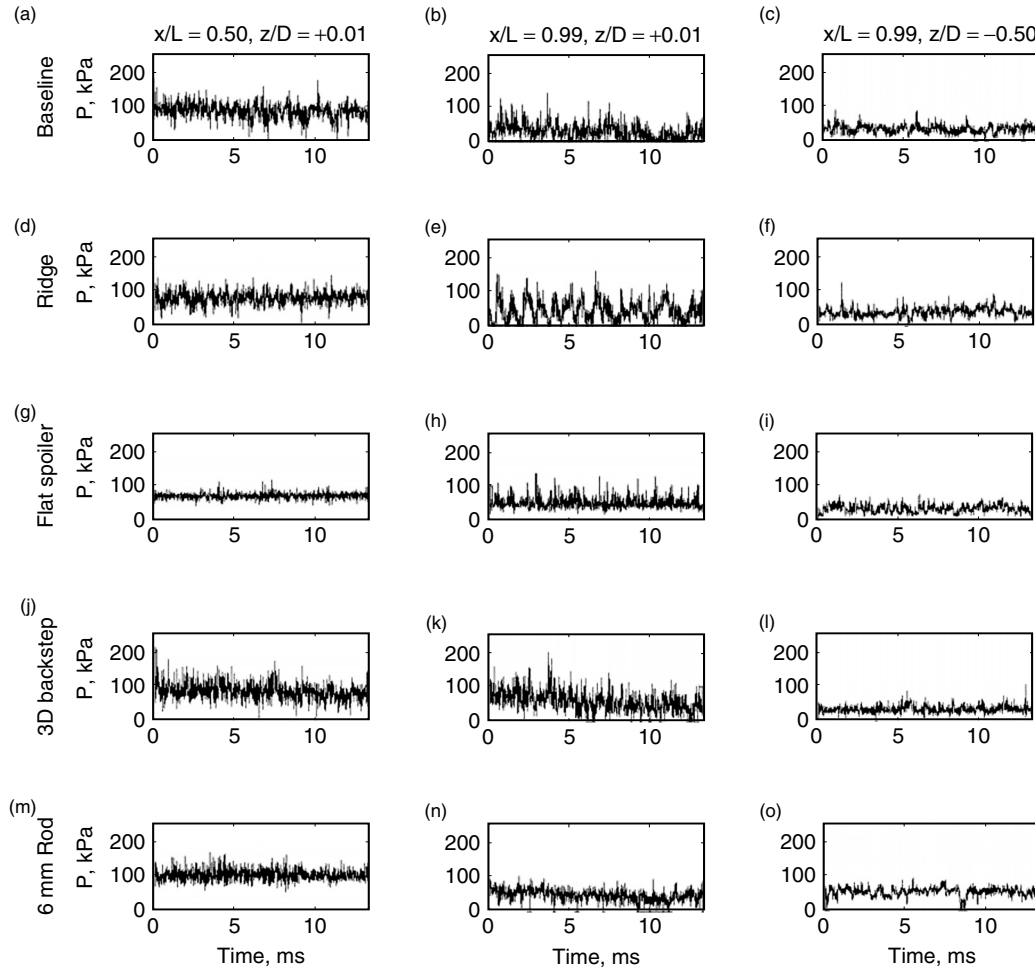 (a) (b) (c)
x/L = 0.50, z/D = +0.01 x/L = 0.99, z/D = +0.01 x/L = 0.99, z/D = −0.50
Baseline
P, kPa
200 200 200
100 100 100
0 0 0
0 5 10 0 5 10 0 5 10
(d) (e) (f)
Ridge
P, kPa
200 200 200
100 100 100
0 0 0
0 5 10 0 5 10 0 5 10
(g) (h) (i)
Flat spoiler
P, kPa
200 200 200
100 100 100
0 0 0
0 5 10 0 5 10 0 5 10
(j) (k) (l)
3D backstep
P, kPa
200 200 200
100 100 100
0 0 0
0 5 10 0 5 10 0 5 10
(m) (n) (o)
6 mm Rod
P, kPa
200 200 200
100 100 100
0 0 0
0 5 10 0 5 10 0 5 10
Time, ms Time, ms Time, ms